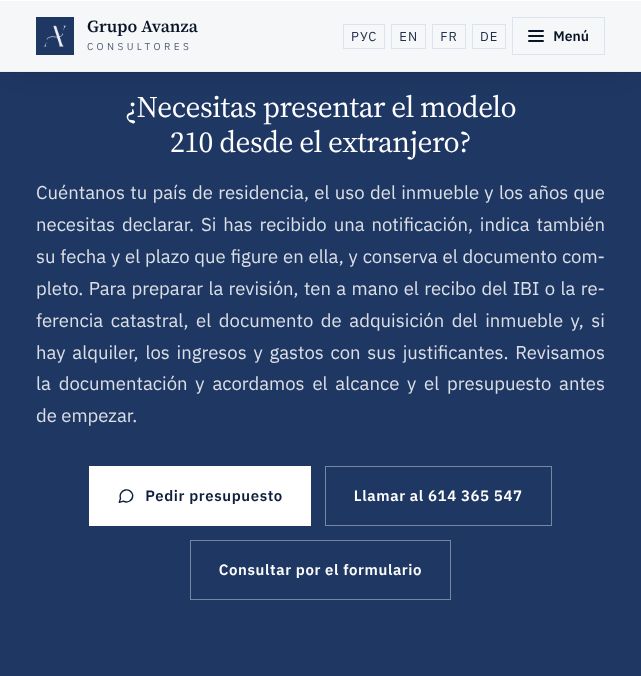 Grupo Avanza
CONSULTORES
РУС EN FR DE Menú
¿Necesitas presentar el modelo
210 desde el extranjero?
Cuéntanos tu país de residencia, el uso del inmueble y los años que
necesitas declarar. Si has recibido una notificación, indica también
su fecha y el plazo que figure en ella, y conserva el documento com-
pleto. Para preparar la revisión, ten a mano el recibo del IBI o la re-
ferencia catastral, el documento de adquisición del inmueble y, si
hay alquiler, los ingresos y gastos con sus justificantes. Revisamos
la documentación y acordamos el alcance y el presupuesto antes
de empezar.
Pedir presupuesto Llamar al 614 365 547
Consultar por el formulario